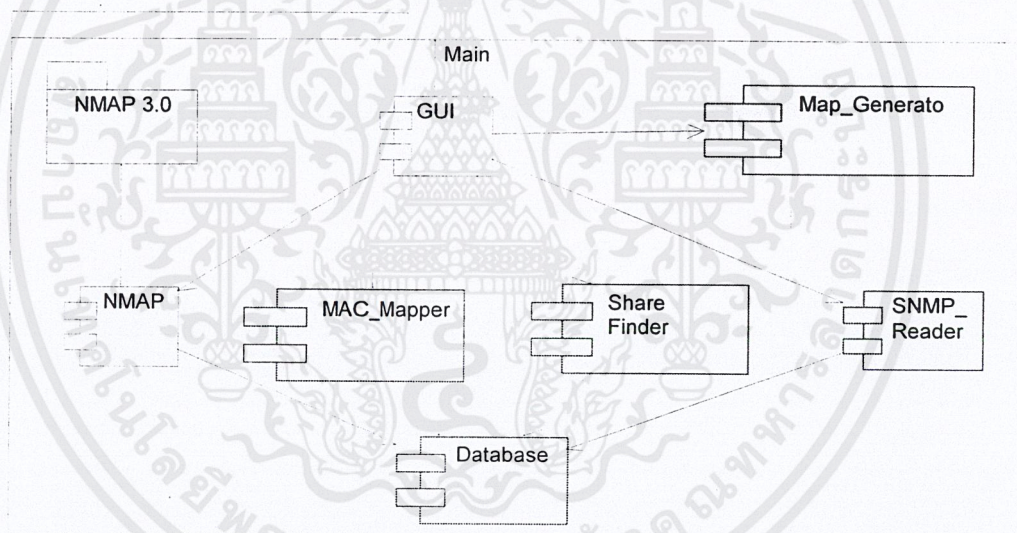 Main
NMAP 3.0
GUI
Map_Generato
NMAP
MAC_Mapper
Share
Finder
SNMP_
Reader
Database